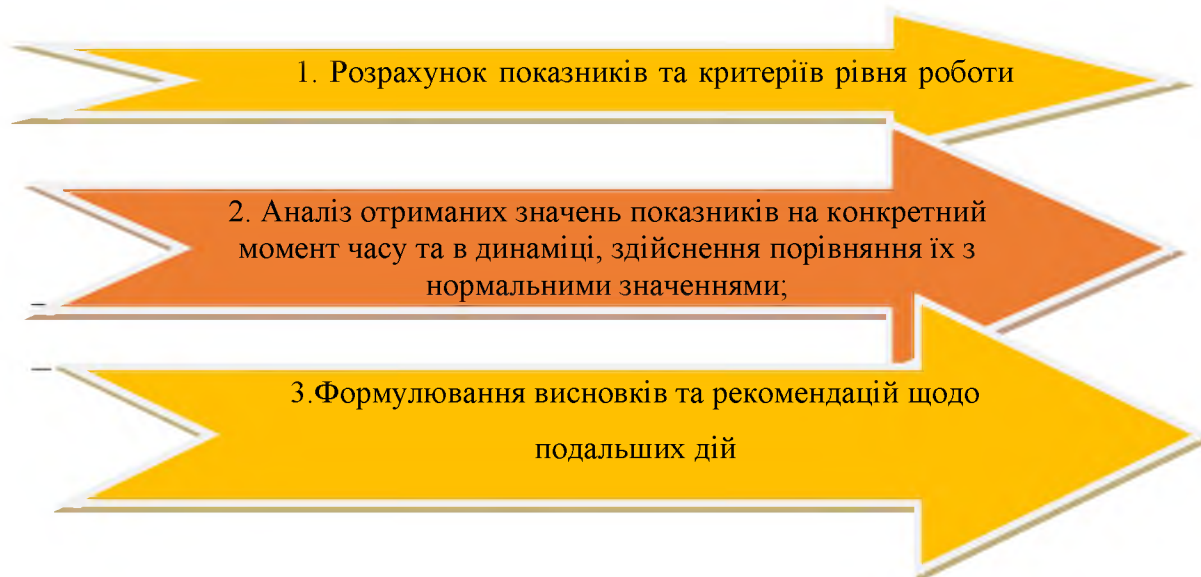 1. Розрахунок показників та критеріїв рівня роботи
2. Аналіз отриманих значень показників на конкретний
момент часу та в динаміці, здійснення порівняння їх з
нормальними значеннями;
3.Формулювання висновків та рекомендацій щодо
подальших дій